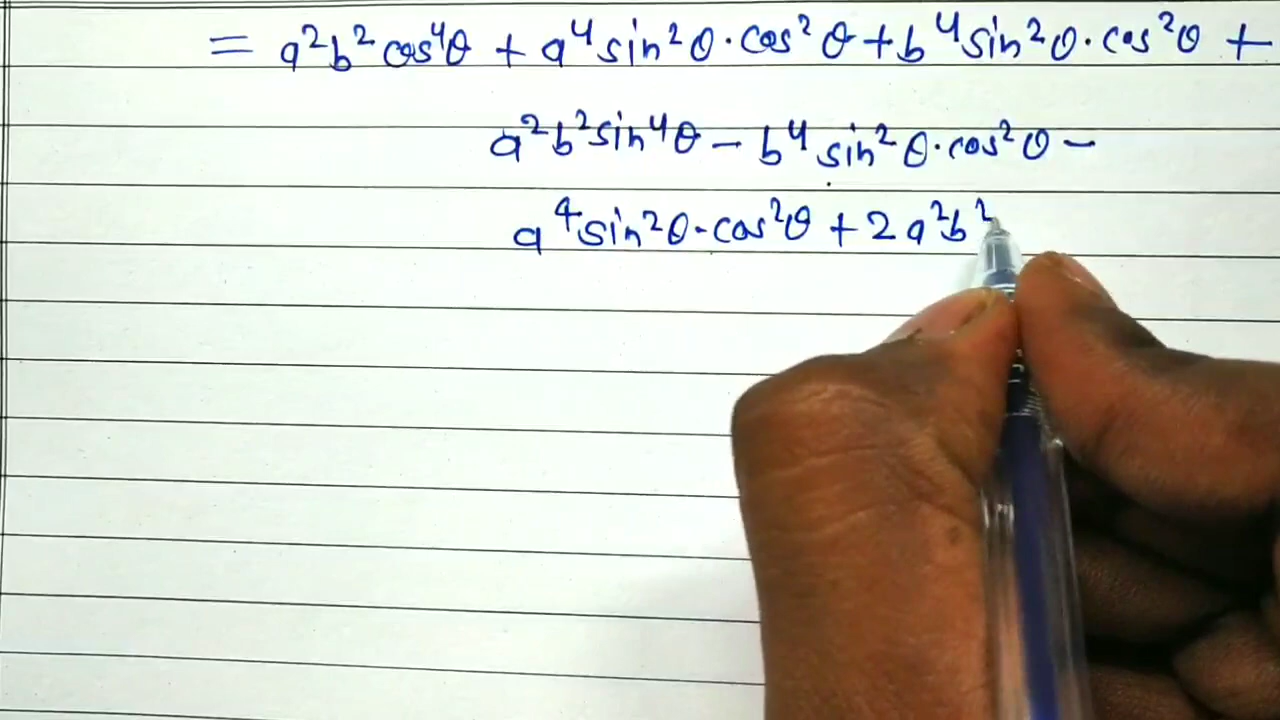 = a²b²cos⁴θ + a⁴sin²θ·cos²θ + b⁴sin²θ·cos²θ +
a²b²sin⁴θ − b⁴sin²θ·cos²θ −
a⁴sin²θ·cos²θ + 2a²b²